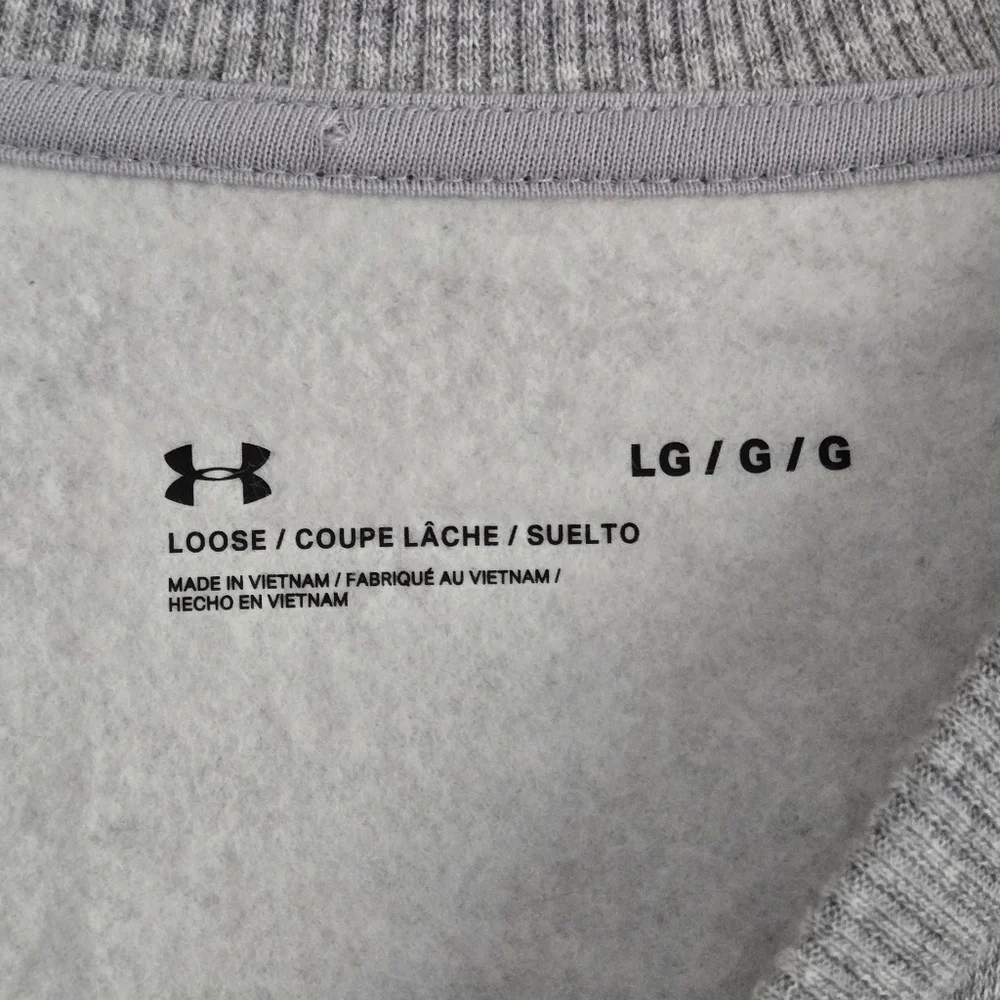 LG / G / G
LOOSE / COUPE LÂCHE / SUELTO
MADE IN VIETNAM / FABRIQUÉ AU VIETNAM /
HECHO EN VIETNAM